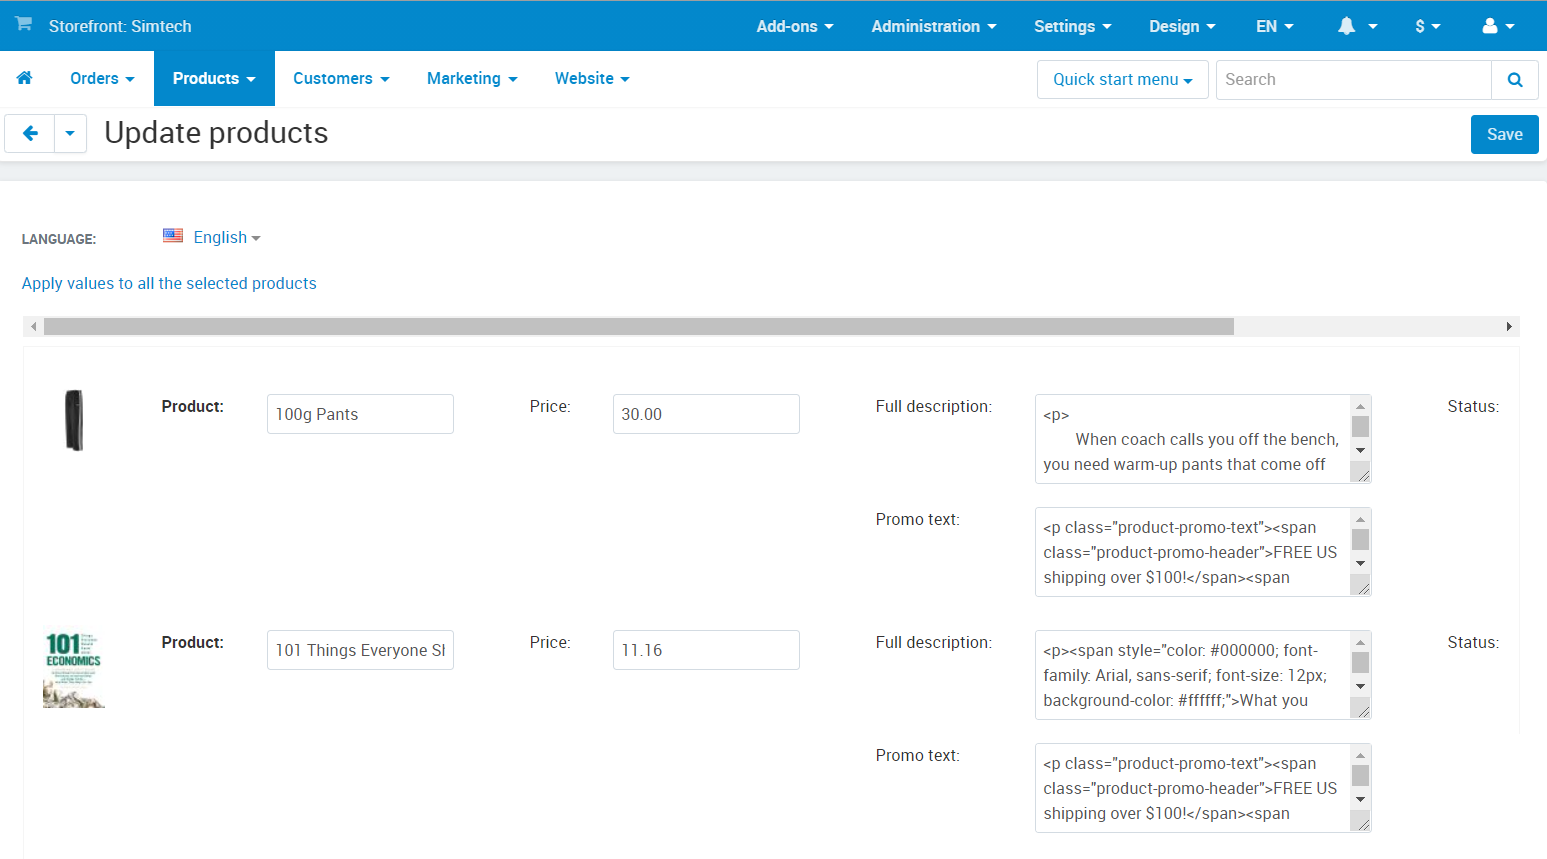 Storefront: Simtech
Add-ons
Administration
Settings
Design
EN
$
Orders
Products
Customers
Marketing
Website
Quick start menu
Search
Update products
Save
LANGUAGE:
English
Apply values to all the selected products
Product:
100g Pants
Price:
30.00
Full description:
<p>
When coach calls you off the bench,
you need warm-up pants that come off
Status:
Promo text:
<p class="product-promo-text"><span
class="product-promo-header">FREE US
shipping over $100!</span><span
101
ECONOMICS
Product:
101 Things Everyone Sh
Price:
11.16
Full description:
<p><span style="color: #000000; font-
family: Arial, sans-serif; font-size: 12px;
background-color: #ffffff;">What you
Status:
Promo text:
<p class="product-promo-text"><span
class="product-promo-header">FREE US
shipping over $100!</span><span